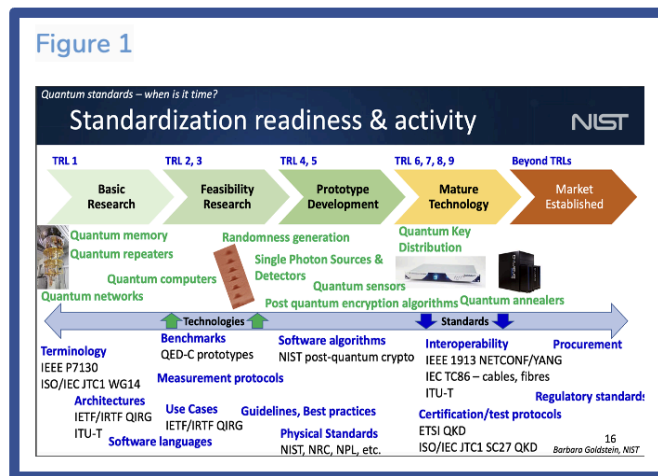 Figure 1
Quantum standards – when is it time?
Standardization readiness & activity
NIST
TRL 1
TRL 2, 3
TRL 4, 5
TRL 6, 7, 8, 9
Beyond TRLs
Basic
Research
Feasibility
Research
Prototype
Development
Mature
Technology
Market
Established
Quantum memory
Quantum repeaters
Quantum computers
Quantum networks
Randomness generation
Single Photon Sources &
Detectors
Quantum sensors
Post quantum encryption algorithms
Quantum Key
Distribution
Quantum annealers
Technologies
Standards
Terminology
IEEE P7130
ISO/IEC JTC1 WG14
Architectures
IETF/IRTF QIRG
ITU-T
Software languages
Benchmarks
QED-C prototypes
Measurement protocols
Use Cases
IETF/IRTF QIRG
Software algorithms
NIST post-quantum crypto
Guidelines, Best practices
Physical Standards
NIST, NRC, NPL, etc.
Interoperability
IEEE 1913 NETCONF/YANG
IEC TC86 – cables, fibres
ITU-T
Procurement
Regulatory standards
Certification/test protocols
ETSI QKD
ISO/IEC JTC1 SC27 QKD
16
Barbara Goldstein, NIST